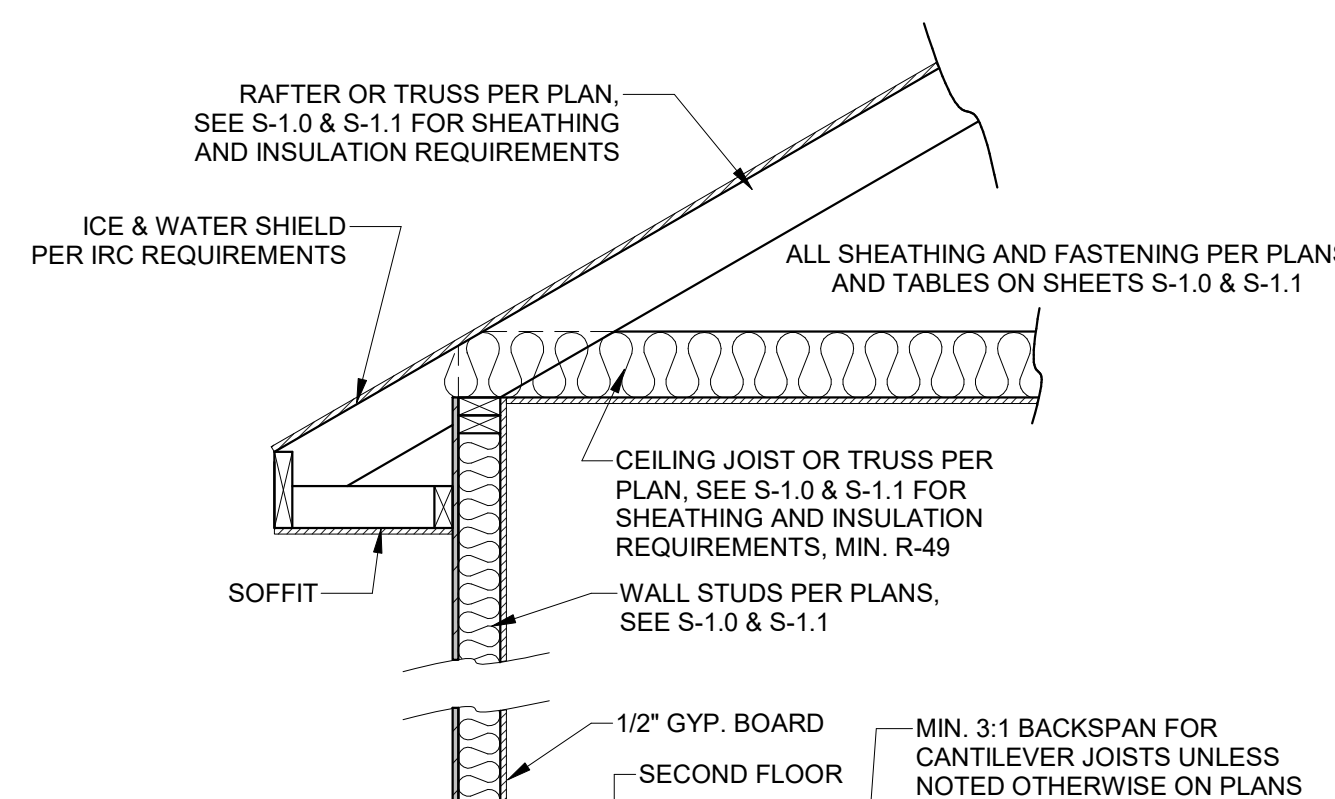 RAFTER OR TRUSS PER PLAN,
SEE S-1.0 & S-1.1 FOR SHEATHING
AND INSULATION REQUIREMENTS
ICE & WATER SHIELD
PER IRC REQUIREMENTS
ALL SHEATHING AND FASTENING PER PLANS
AND TABLES ON SHEETS S-1.0 & S-1.1
CEILING JOIST OR TRUSS PER
PLAN, SEE S-1.0 & S-1.1 FOR
SHEATHING AND INSULATION
REQUIREMENTS, MIN. R-49
SOFFIT
WALL STUDS PER PLANS,
SEE S-1.0 & S-1.1
1/2" GYP. BOARD
SECOND FLOOR
MIN. 3:1 BACKSPAN FOR
CANTILEVER JOISTS UNLESS
NOTED OTHERWISE ON PLANS